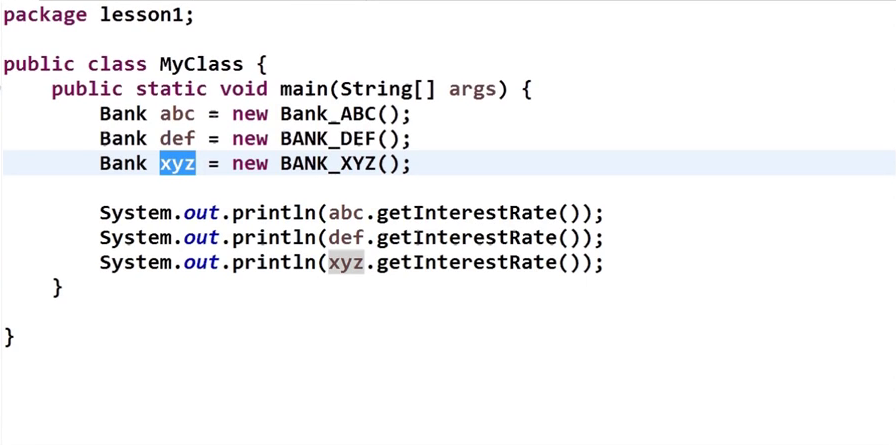 package lesson1;
public class MyClass {
public static void main(String[] args) {
Bank abc = new Bank_ABC();
Bank def = new BANK_DEF();
Bank xyz = new BANK_XYZ();
System.out.println(abc.getInterestRate());
System.out.println(def.getInterestRate());
System.out.println(xyz.getInterestRate());
}
}